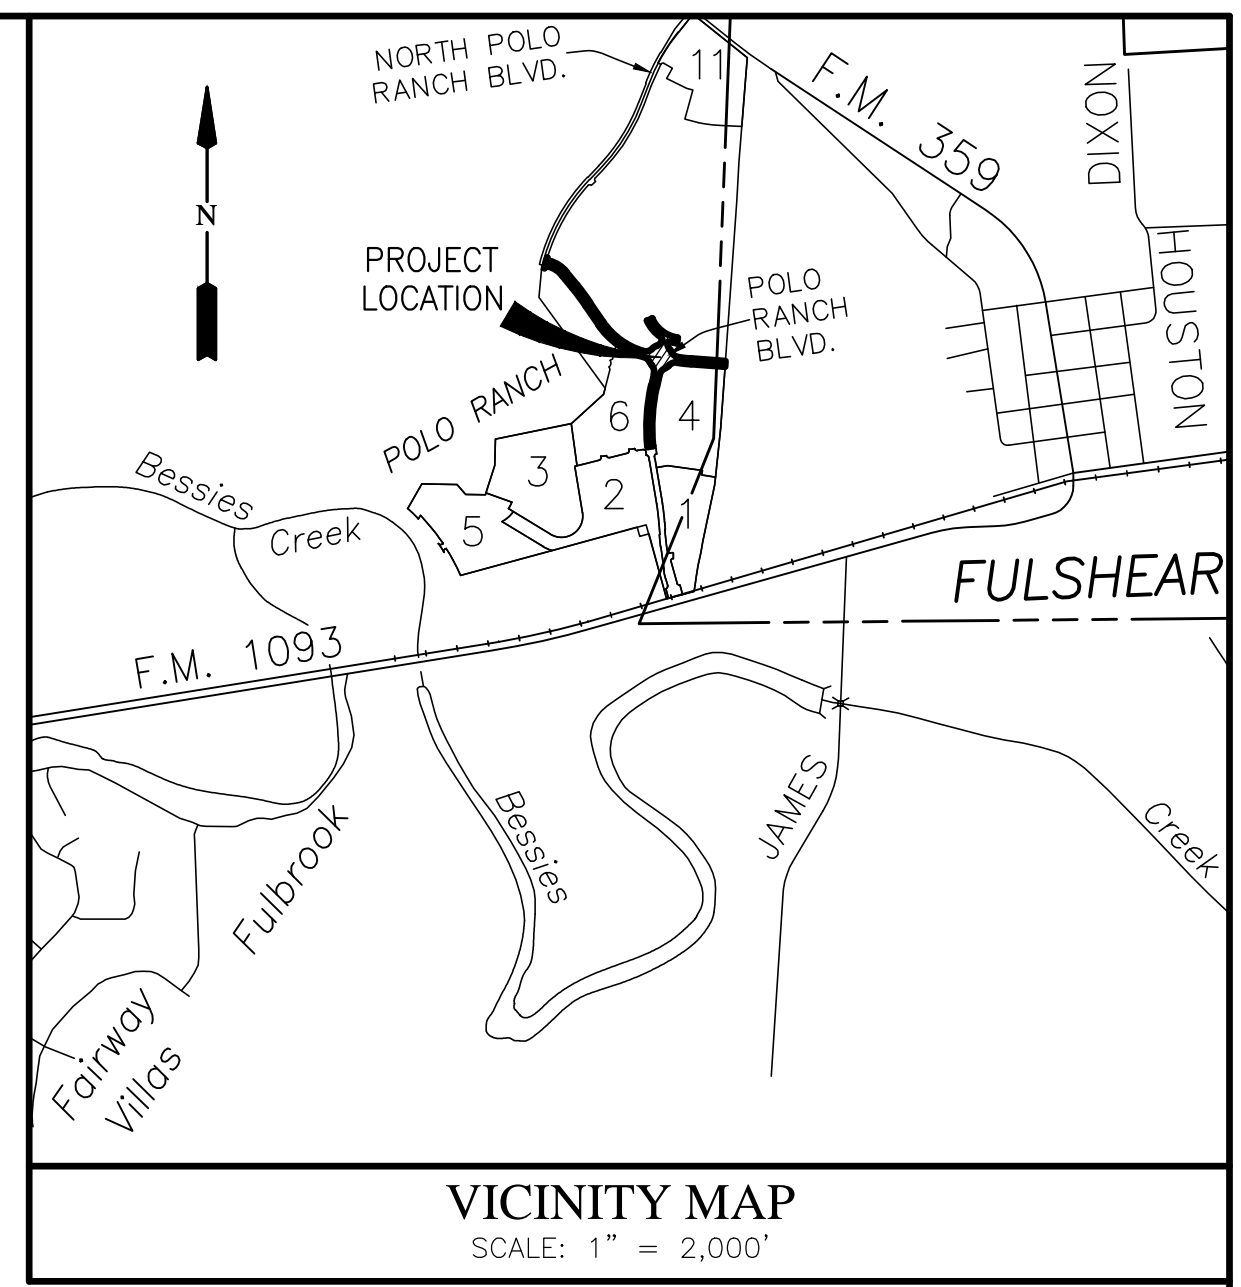 NORTH POLO
RANCH BLVD.
11
F.M. 359
DIXON
HOUSTON
N
PROJECT
LOCATION
POLO
RANCH
BLVD.
POLO RANCH
6
4
3
2
1
5
Bessies
Creek
FULSHEAR
F.M. 1093
JAMES
Bessies
Creek
Fulbrook
Fairway
Villas
VICINITY MAP
SCALE: 1" = 2,000'